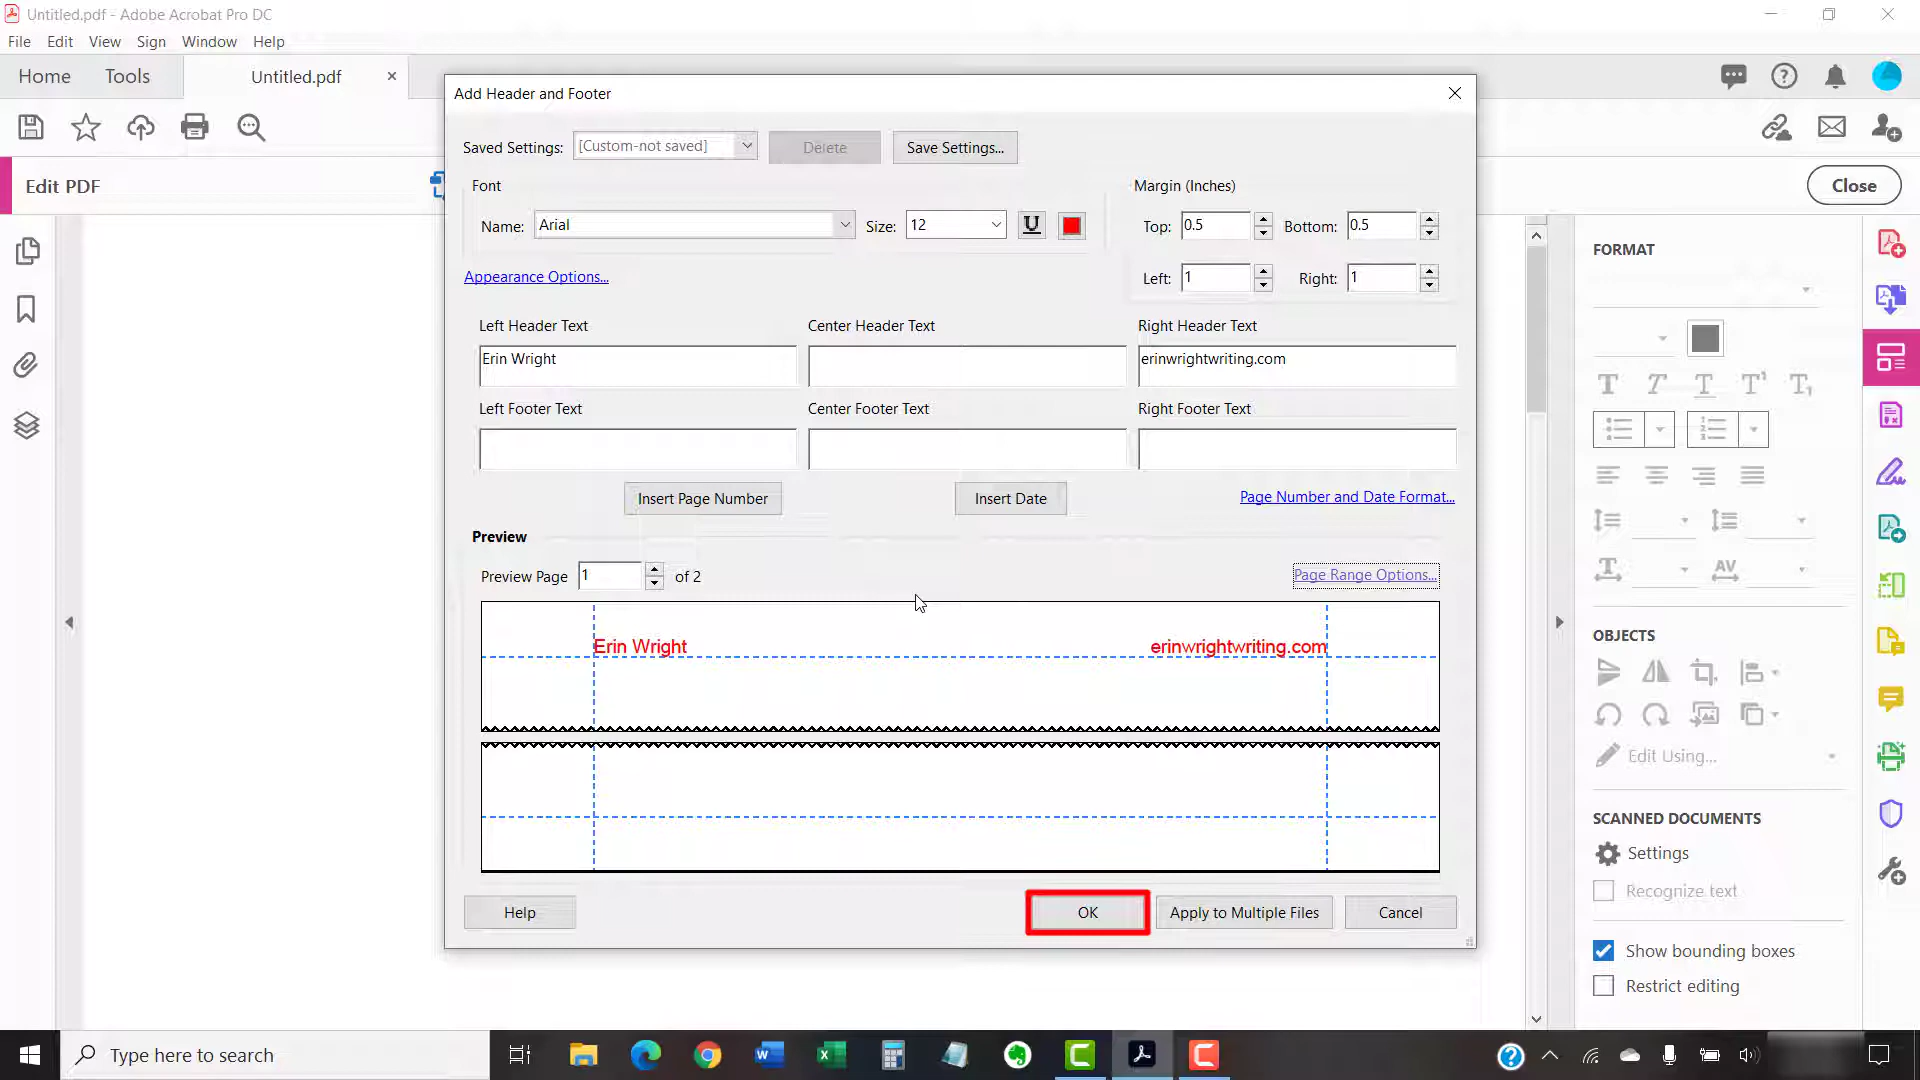 Untitled.pdf - Adobe Acrobat Pro DC
File Edit View Sign Window Help
Home Tools Untitled.pdf
Edit PDF
Close
Add Header and Footer
Saved Settings: [Custom-not saved] Delete Save Settings...
Font
Margin (Inches)
Name: Arial Size: 12 U
Top: 0.5 Bottom: 0.5
Appearance Options...
Left: 1 Right: 1
Left Header Text Center Header Text Right Header Text
Erin Wright erinwrightwriting.com
Left Footer Text Center Footer Text Right Footer Text
Insert Page Number Insert Date Page Number and Date Format...
Preview
Preview Page 1 of 2 Page Range Options...
Erin Wright erinwrightwriting.com
Help OK Apply to Multiple Files Cancel
FORMAT
T T T T¹ T₁
AV
OBJECTS
Edit Using...
SCANNED DOCUMENTS
Settings
Recognize text
Show bounding boxes
Restrict editing
Type here to search